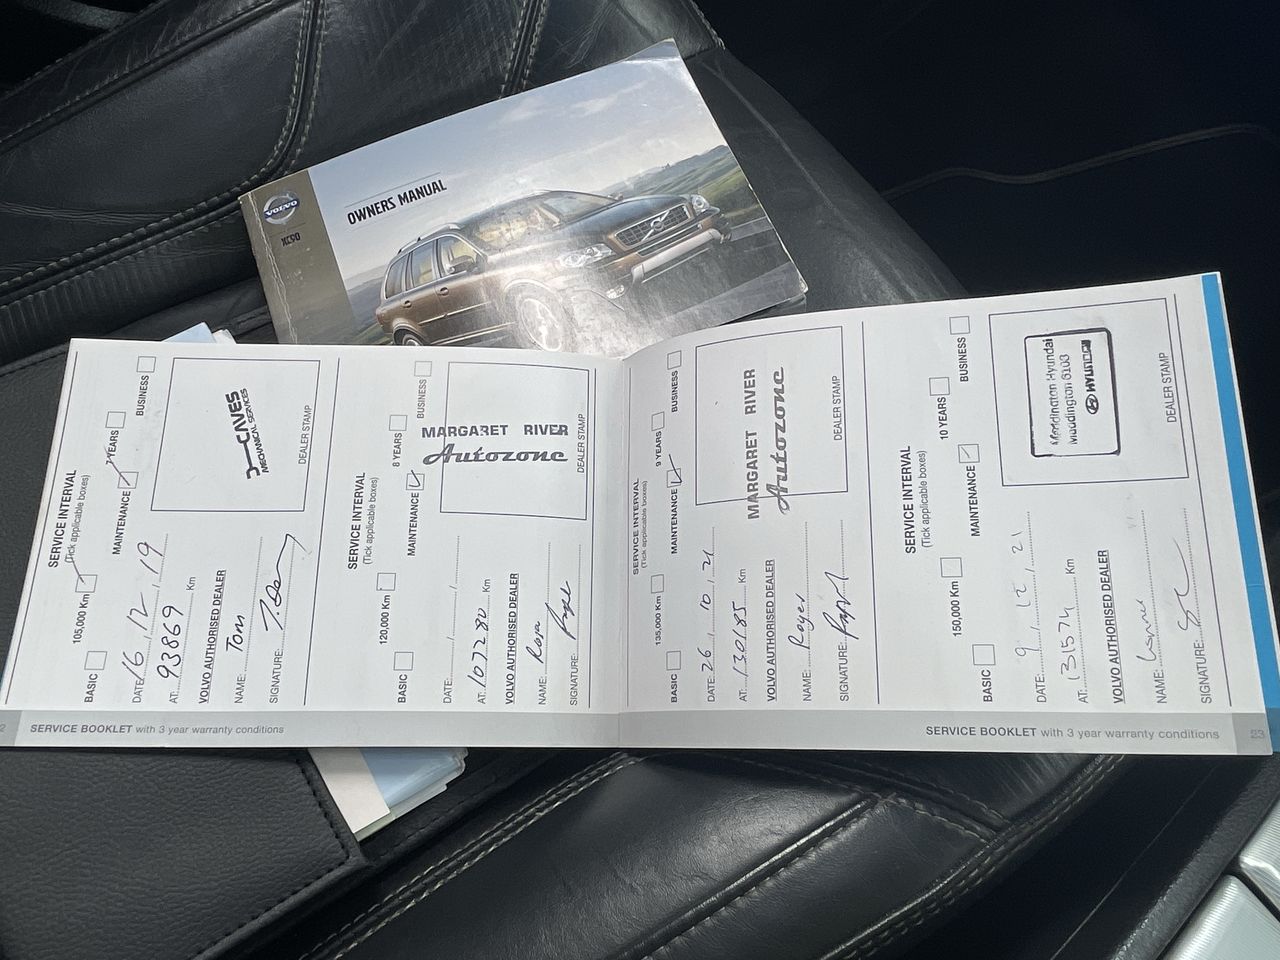 VOLVO
XC90
OWNERS MANUAL
SERVICE INTERVAL
(Tick applicable boxes)
BASIC 105,000 Km MAINTENANCE 7 YEARS BUSINESS
DATE: 16 / 12 / 19
AT: 93869 Km
VOLVO AUTHORISED DEALER
NAME: Tom
SIGNATURE:
CAVES
MECHANICAL SERVICES
DEALER STAMP
SERVICE INTERVAL
(Tick applicable boxes)
BASIC 120,000 Km MAINTENANCE 8 YEARS BUSINESS
DATE: / /
AT: 107280 Km
VOLVO AUTHORISED DEALER
NAME:
SIGNATURE:
MARGARET RIVER
Autozone
DEALER STAMP
2 SERVICE BOOKLET with 3 year warranty conditions
SERVICE INTERVAL
(Tick applicable boxes)
BASIC 135,000 Km MAINTENANCE 9 YEARS BUSINESS
DATE: 26 / 10 / 21
AT: 130185 Km
VOLVO AUTHORISED DEALER
NAME: Roger
SIGNATURE:
MARGARET RIVER
Autozone
DEALER STAMP
SERVICE INTERVAL
(Tick applicable boxes)
BASIC 150,000 Km MAINTENANCE 10 YEARS BUSINESS
DATE: 9 / 12 / 21
AT: 131574 Km
VOLVO AUTHORISED DEALER
NAME:
SIGNATURE:
Maddington Hyundai
Maddington 6109
HYUNDAI
DEALER STAMP
SERVICE BOOKLET with 3 year warranty conditions 23